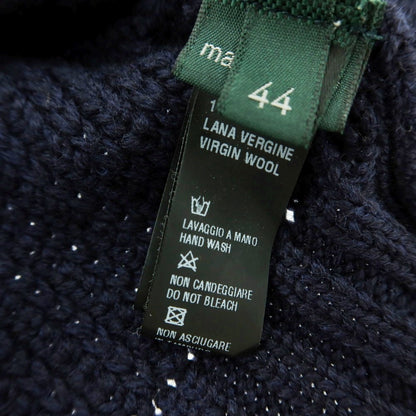 ma
44
LANA VERGINE
VIRGIN WOOL
LAVAGGIO A MANO
HAND WASH
NON CANDEGGIARE
DO NOT BLEACH
NON ASCIUGARE